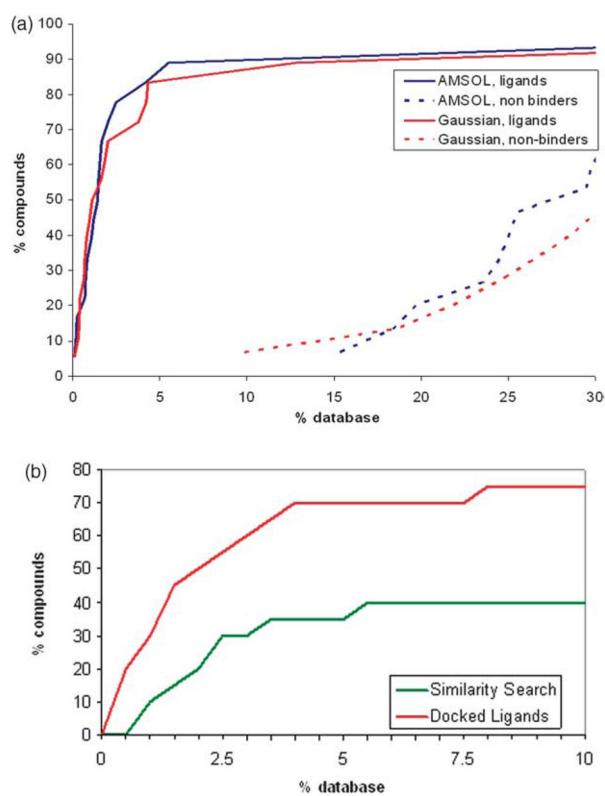 (a)
100
90
80
70
60
50
40
30
20
10
0
% compounds
AMSOL, ligands
AMSOL, non binders
Gaussian, ligands
Gaussian, non-binders
0 5 10 15 20 25 30
% database
(b)
80
70
60
50
40
30
20
10
0
% compounds
Similarity Search
Docked Ligands
0 2.5 5 7.5 10
% database